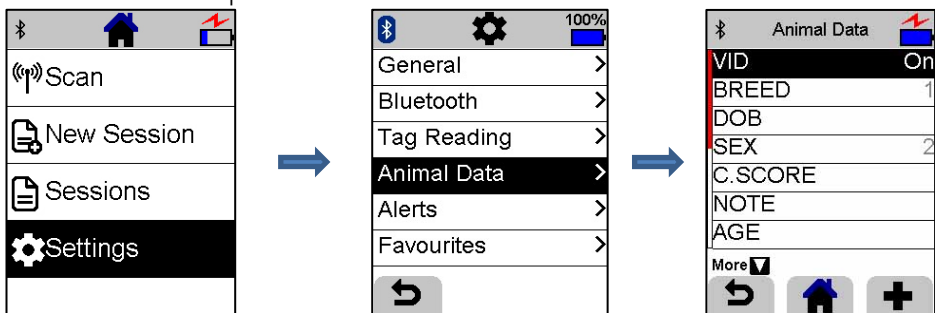 Scan
New Session
Sessions
Settings
100%
General >
Bluetooth >
Tag Reading >
Animal Data >
Alerts >
Favourites >
Animal Data
VID On
BREED 1
DOB
SEX 2
C.SCORE
NOTE
AGE
More